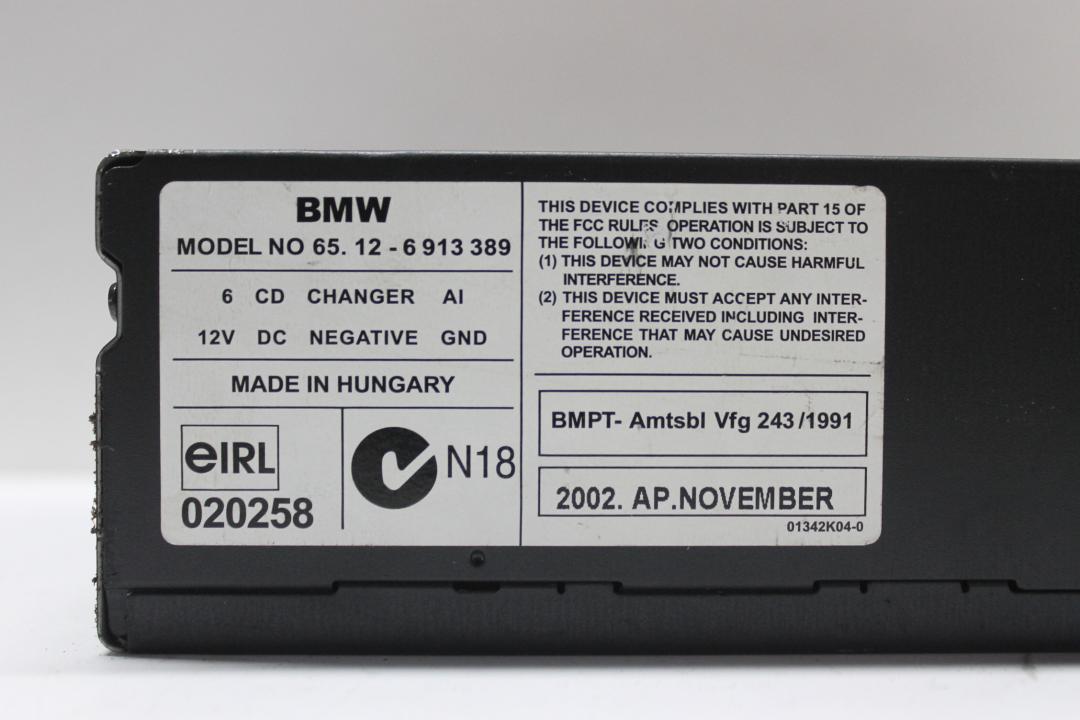 BMW
MODEL NO 65. 12 - 6 913 389
6 CD CHANGER AI
12V DC NEGATIVE GND
MADE IN HUNGARY
eIRL
020258
N18
THIS DEVICE COMPLIES WITH PART 15 OF
THE FCC RULES OPERATION IS SUBJECT TO
THE FOLLOWING TWO CONDITIONS:
(1) THIS DEVICE MAY NOT CAUSE HARMFUL
INTERFERENCE.
(2) THIS DEVICE MUST ACCEPT ANY INTER-
FERENCE RECEIVED INCLUDING INTER-
FERENCE THAT MAY CAUSE UNDESIRED
OPERATION.
BMPT- Amtsbl Vfg 243 /1991
2002. AP.NOVEMBER
01342K04-0